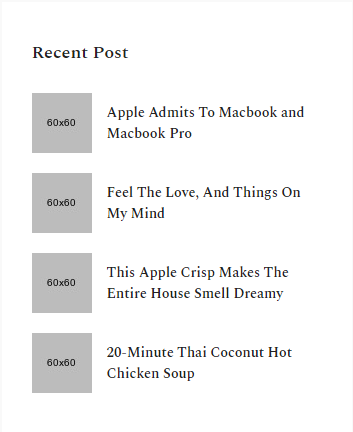 Recent Post
60x60
Apple Admits To Macbook and
Macbook Pro
60x60
Feel The Love, And Things On
My Mind
60x60
This Apple Crisp Makes The
Entire House Smell Dreamy
60x60
20-Minute Thai Coconut Hot
Chicken Soup